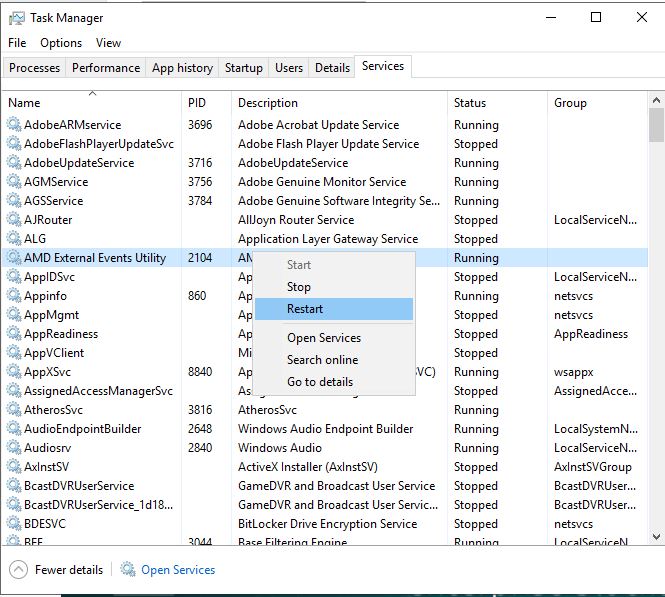 Task Manager
File Options View
Processes Performance App history Startup Users Details Services
Name PID Description Status Group
AdobeARMservice 3696 Adobe Acrobat Update Service Running
AdobeFlashPlayerUpdateSvc Adobe Flash Player Update Service Stopped
AdobeUpdateService 3716 AdobeUpdateService Running
AGMService 3756 Adobe Genuine Monitor Service Running
AGSService 3784 Adobe Genuine Software Integrity Se... Running
AJRouter AllJoyn Router Service Stopped LocalServiceN...
ALG Application Layer Gateway Service Stopped
AMD External Events Utility 2104 AM Running
Start
AppIDSvc Ap Stopped LocalServiceN...
Stop
Appinfo 860 Ap Running netsvcs
Restart
AppMgmt Ap Stopped netsvcs
AppReadiness Ap Stopped AppReadiness
Open Services
AppVClient Mi Stopped
Search online
AppXSvc 8840 Ap VC) Running wsappx
Go to details
AssignedAccessManagerSvc As Stopped AssignedAcce...
AtherosSvc 3816 AtherosSvc Running
AudioEndpointBuilder 2648 Windows Audio Endpoint Builder Running LocalSystemN...
Audiosrv 2840 Windows Audio Running LocalServiceN...
AxInstSV ActiveX Installer (AxInstSV) Stopped AxInstSVGroup
BcastDVRUserService GameDVR and Broadcast User Service Stopped BcastDVRUser...
BcastDVRUserService_1d18... GameDVR and Broadcast User Servic... Stopped BcastDVRUser...
BDESVC BitLocker Drive Encryption Service Stopped netsvcs
BFE 3044 Base Filtering Engine Running LocalServiceN...
Fewer details Open Services